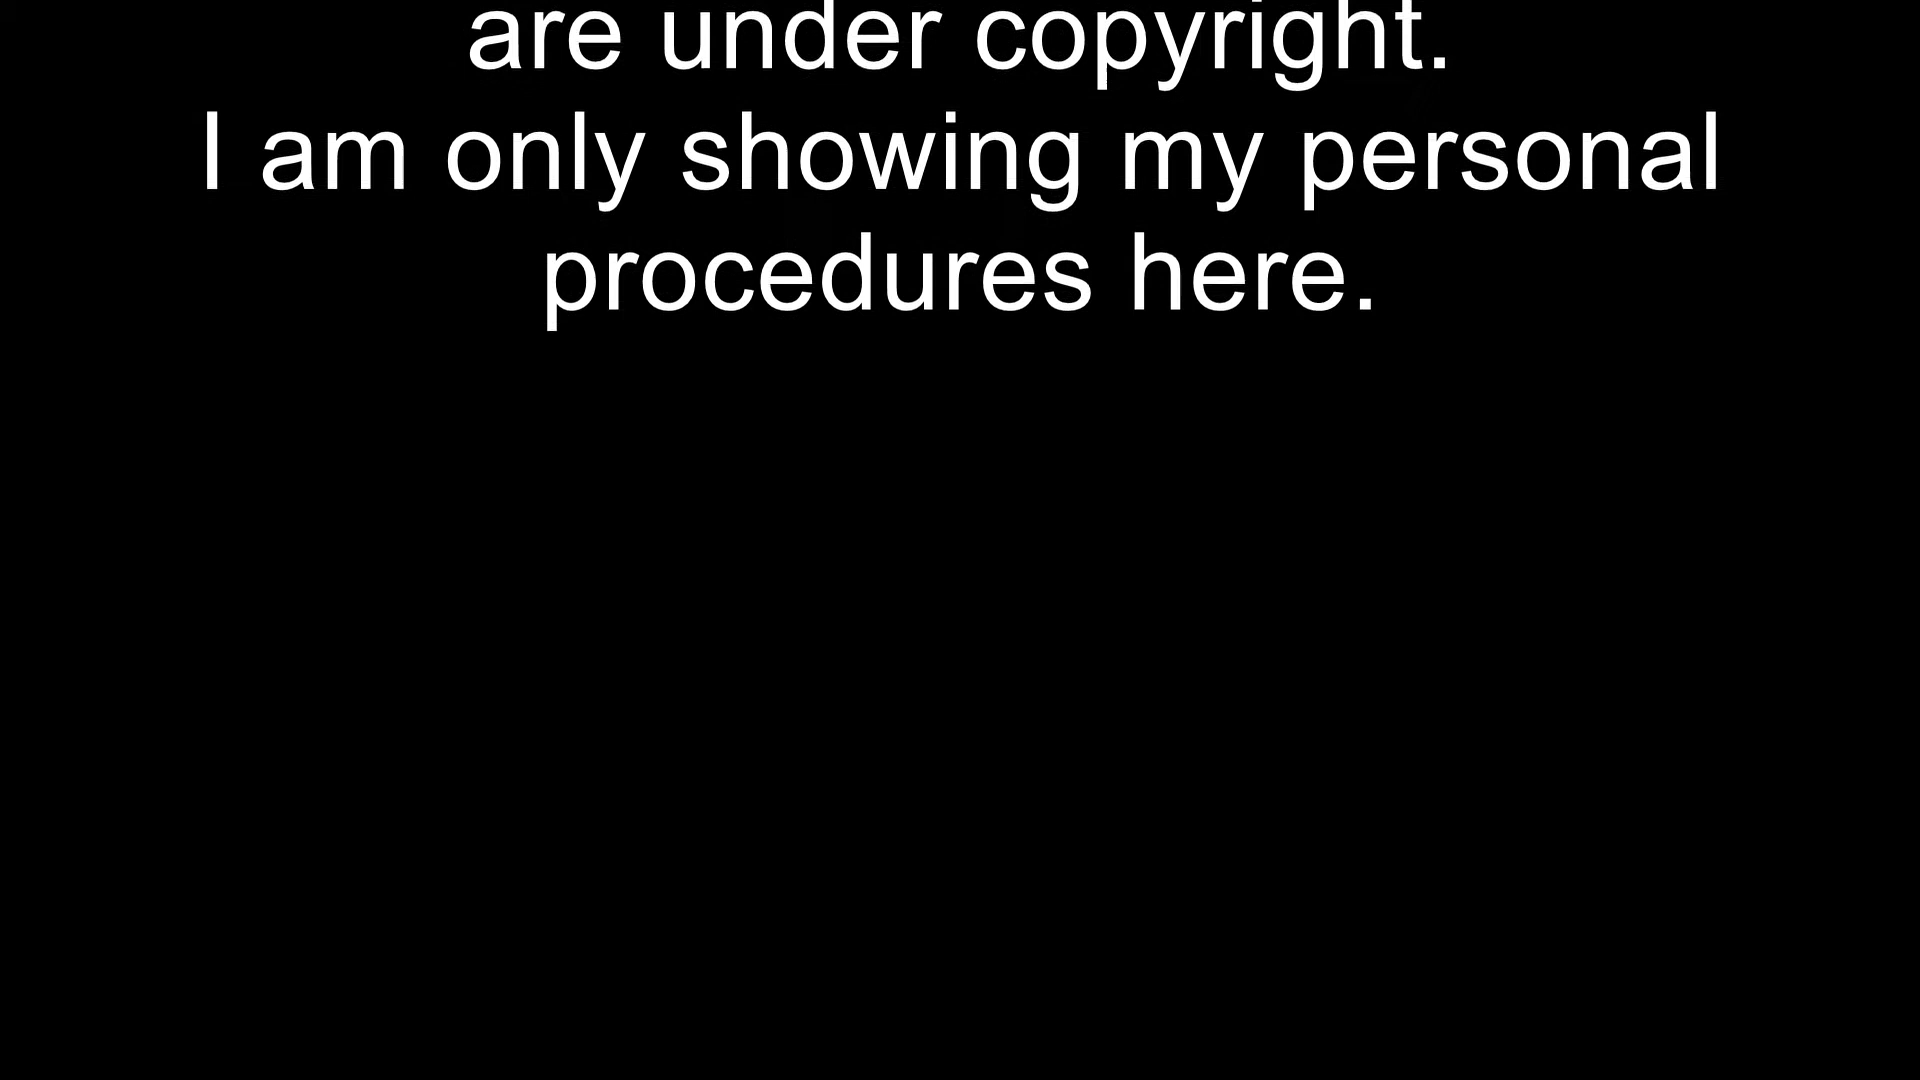 are under copyright.
I am only showing my personal
procedures here.